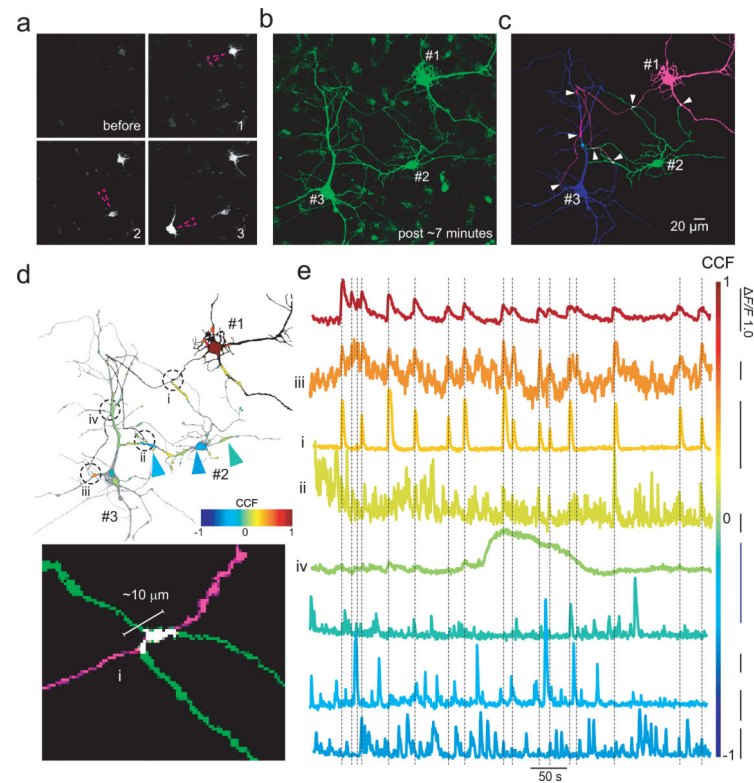 a
before
1
2
3
b
#1
#2
#3
post ~7 minutes
c
#1
#2
#3
20 μm
d
#1
i
iv
ii
iii
#2
#3
CCF
-1
0
1
~10 μm
i
e
CCF
1
ΔF/F 1.0
iii
i
ii
0
iv
-1
50 s